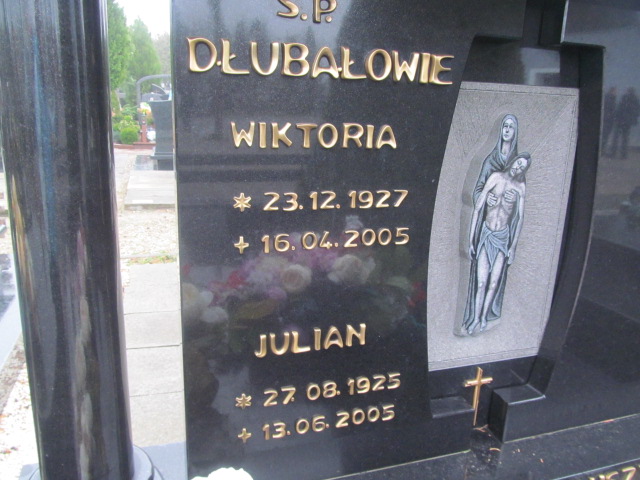 Ś.P.
DŁUBAŁOWIE
WIKTORIA
* 23.12.1927
+ 16.04.2005
JULIAN
* 27.08.1925
+ 13.06.2005